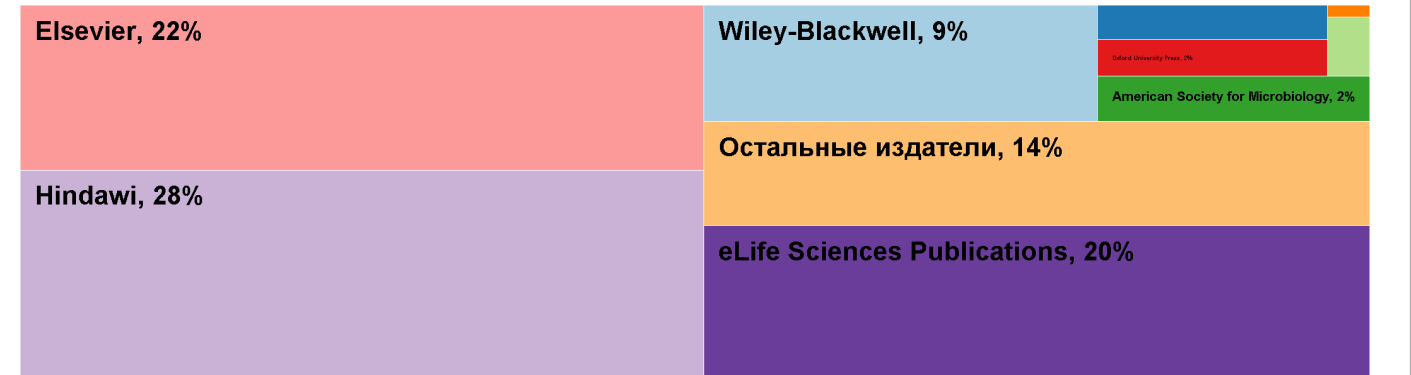 Elsevier, 22%
Wiley-Blackwell, 9%
Oxford University Press, 2%
American Society for Microbiology, 2%
Остальные издатели, 14%
Hindawi, 28%
eLife Sciences Publications, 20%